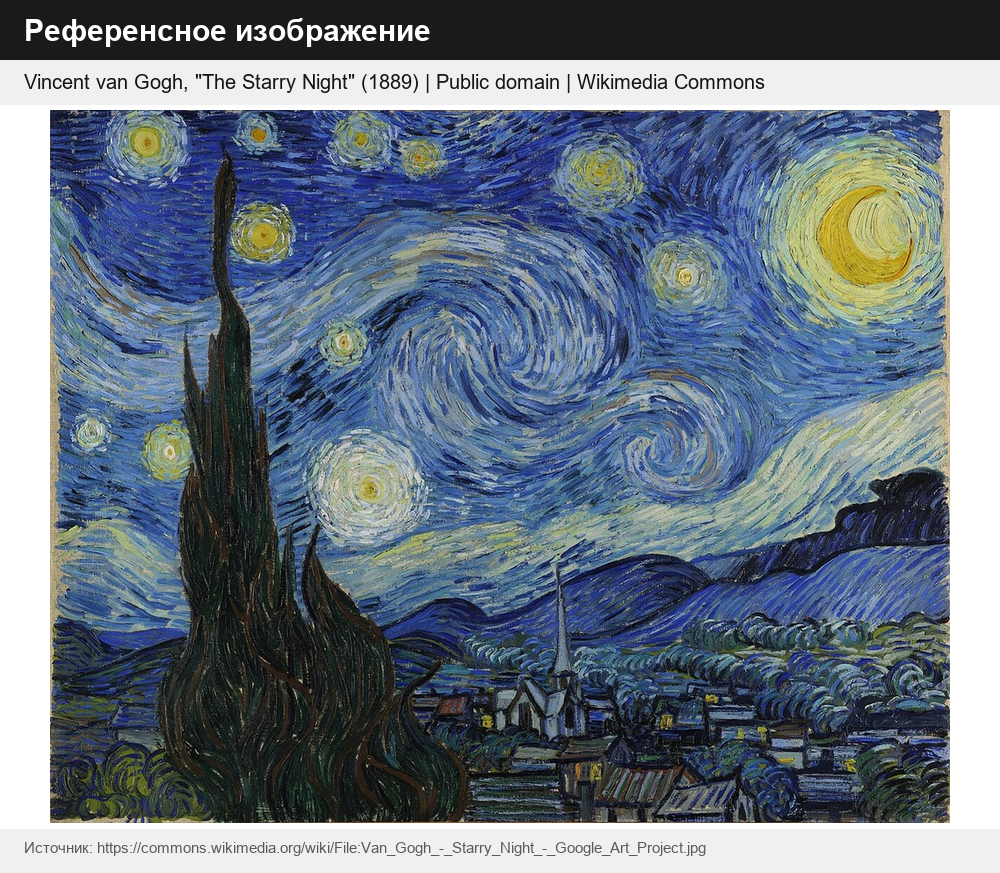 Референсное изображение
Vincent van Gogh, "The Starry Night" (1889) | Public domain | Wikimedia Commons
Источник: https://commons.wikimedia.org/wiki/File:Van_Gogh_-_Starry_Night_-_Google_Art_Project.jpg